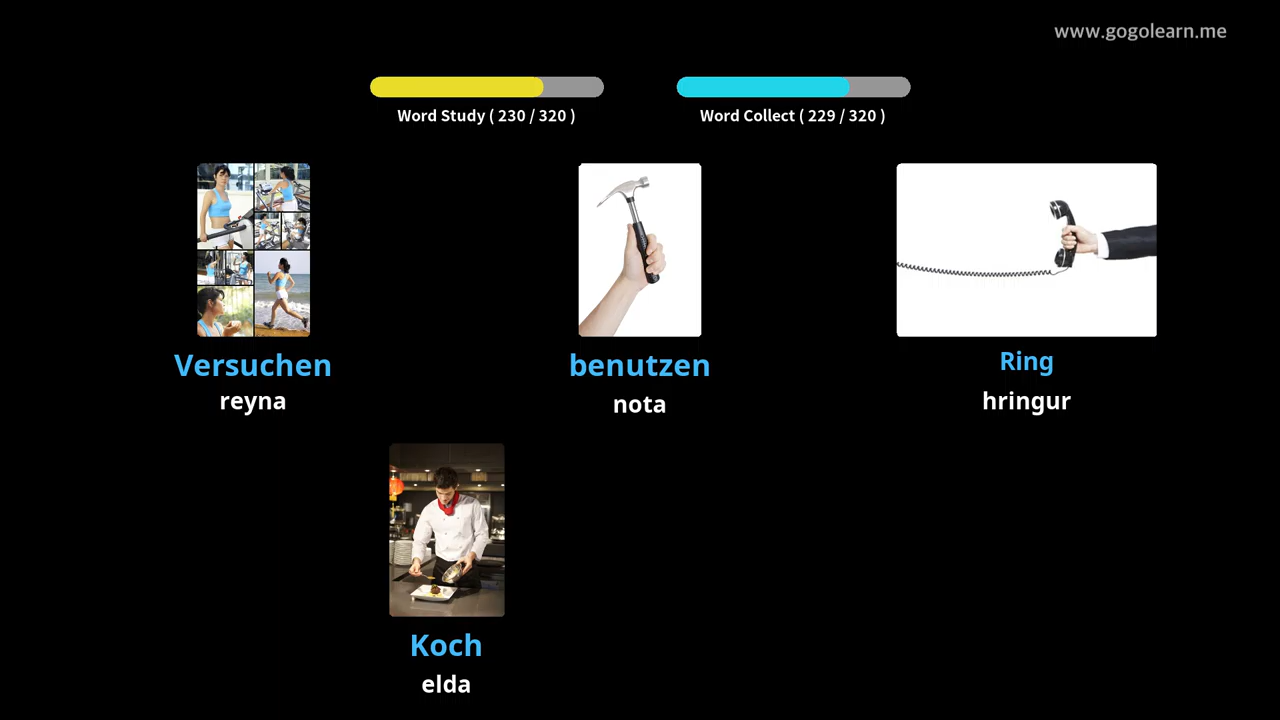 www.gogolearn.me
Word Study ( 230 / 320 )
Word Collect ( 229 / 320 )
Versuchen
reyna
benutzen
nota
Ring
hringur
Koch
elda